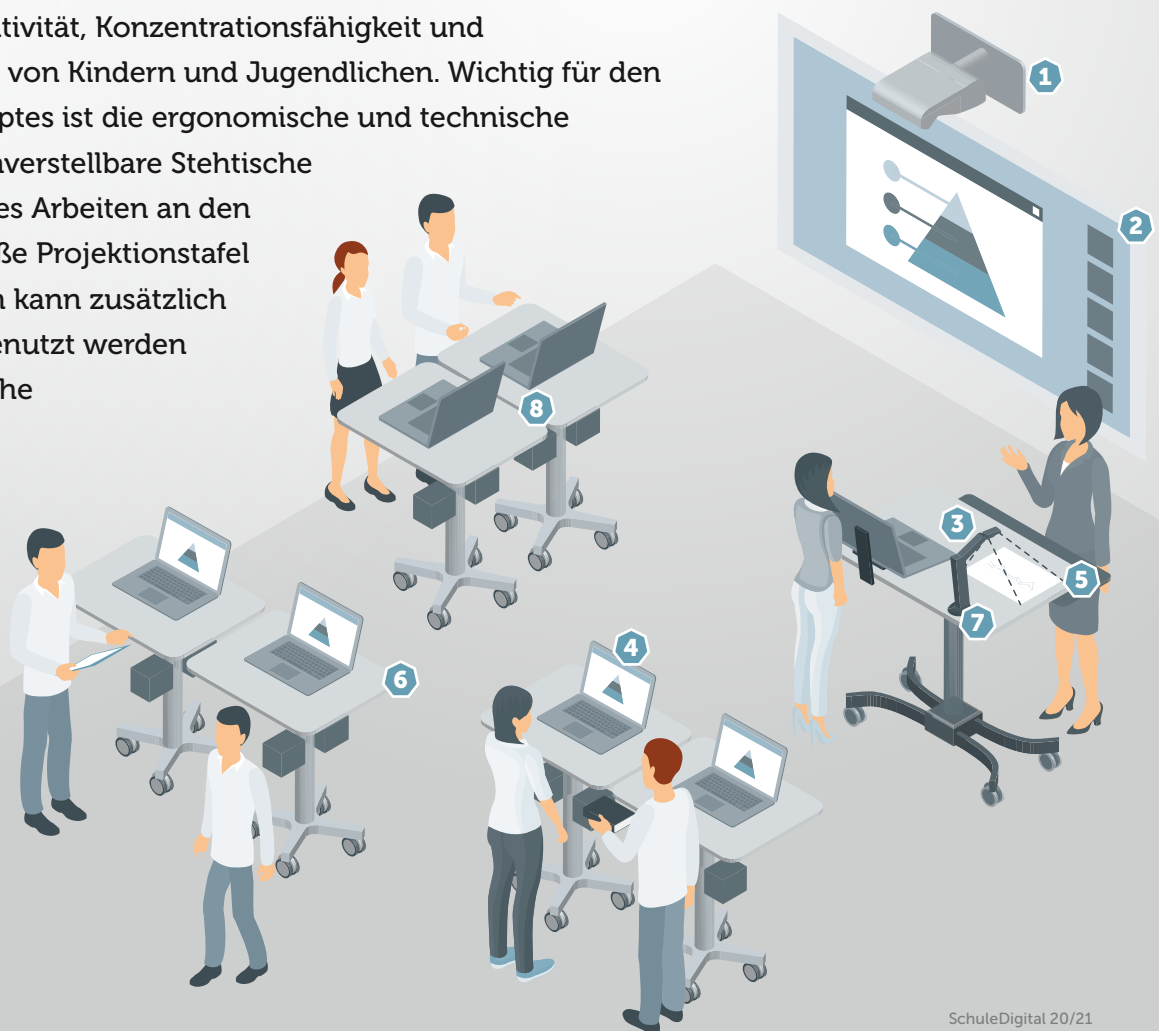 tivität, Konzentrationsfähigkeit und
von Kindern und Jugendlichen. Wichtig für den
ptes ist die ergonomische und technische
nverstellbare Stehtische
es Arbeiten an den
ße Projektionstafel
n kann zusätzlich
enutzt werden
he
1
2
8
3
5
7
4
6
SchuleDigital 20/21